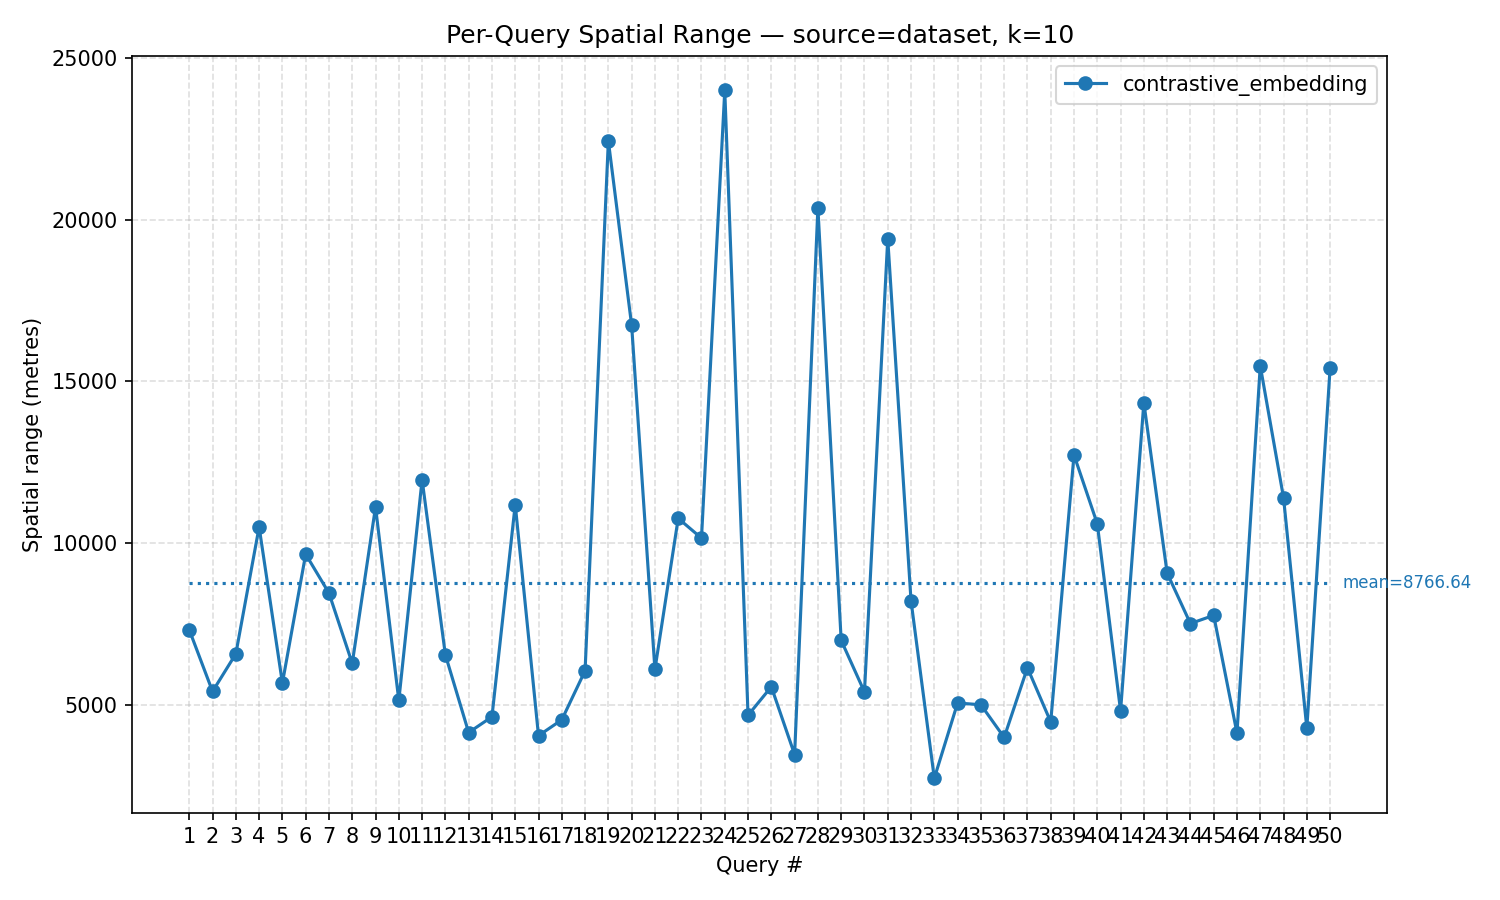 Per-Query Spatial Range — source=dataset, k=10
contrastive_embedding
25000
20000
15000
10000
5000
Spatial range (metres)
mean=8766.64
1 2 3 4 5 6 7 8 9 10 11 12 13 14 15 16 17 18 19 20 21 22 23 24 25 26 27 28 29 30 31 32 33 34 35 36 37 38 39 40 41 42 43 44 45 46 47 48 49 50
Query #